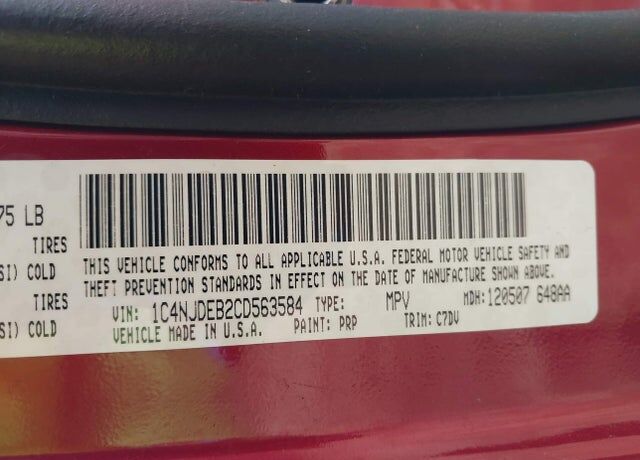 75 LB
TIRES
SI) COLD
TIRES
SI) COLD
THIS VEHICLE CONFORMS TO ALL APPLICABLE U.S.A. FEDERAL MOTOR VEHICLE SAFETY AND
THEFT PREVENTION STANDARDS IN EFFECT ON THE DATE OF MANUFACTURE SHOWN ABOVE.
VIN: 1C4NJDEB2CD563584 TYPE: MPV MDH:120507 648AA
VEHICLE MADE IN U.S.A. PAINT: PRP TRIM: C7DV